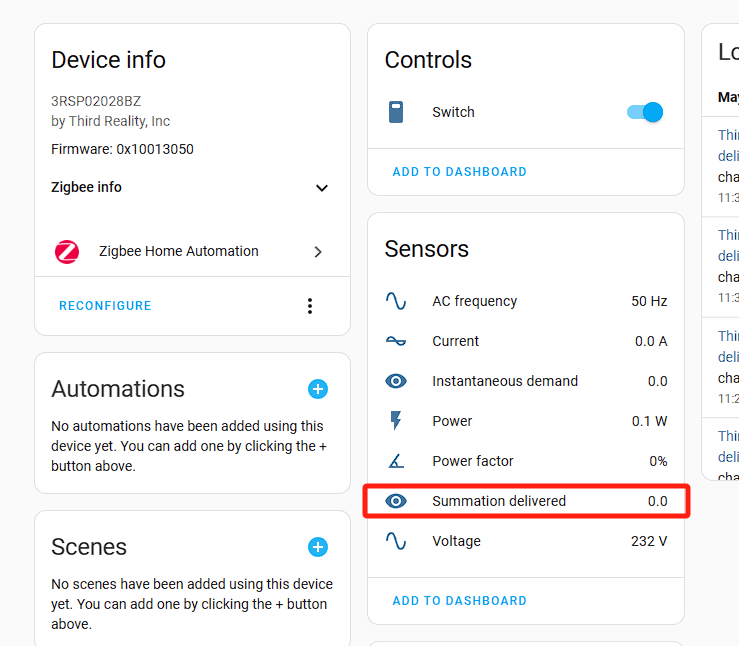 Device info
3RSP02028BZ
by Third Reality, Inc
Firmware: 0x10013050
Zigbee info
Zigbee Home Automation
RECONFIGURE
Automations
No automations have been added using this
device yet. You can add one by clicking the +
button above.
Scenes
No scenes have been added using this device
yet. You can add one by clicking the + button
above.
Controls
Switch
ADD TO DASHBOARD
Sensors
AC frequency 50 Hz
Current 0.0 A
Instantaneous demand 0.0
Power 0.1 W
Power factor 0%
Summation delivered 0.0
Voltage 232 V
ADD TO DASHBOARD
Lo
May
Thi
deli
cha
11:3
Thi
deli
cha
11:3
Thi
deli
cha
11:2
Thi
deli
cha